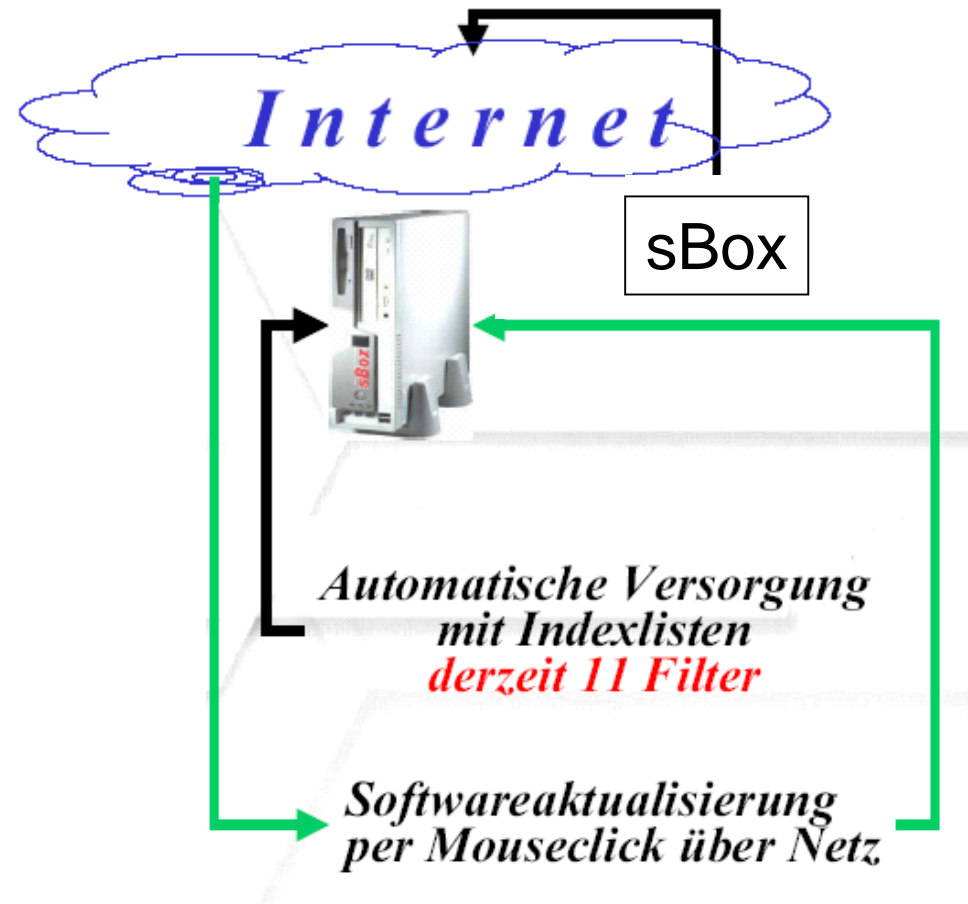 Internet
sBox
sBox
Automatische Versorgung
mit Indexlisten
derzeit 11 Filter
Softwareaktualisierung
per Mouseclick über Netz